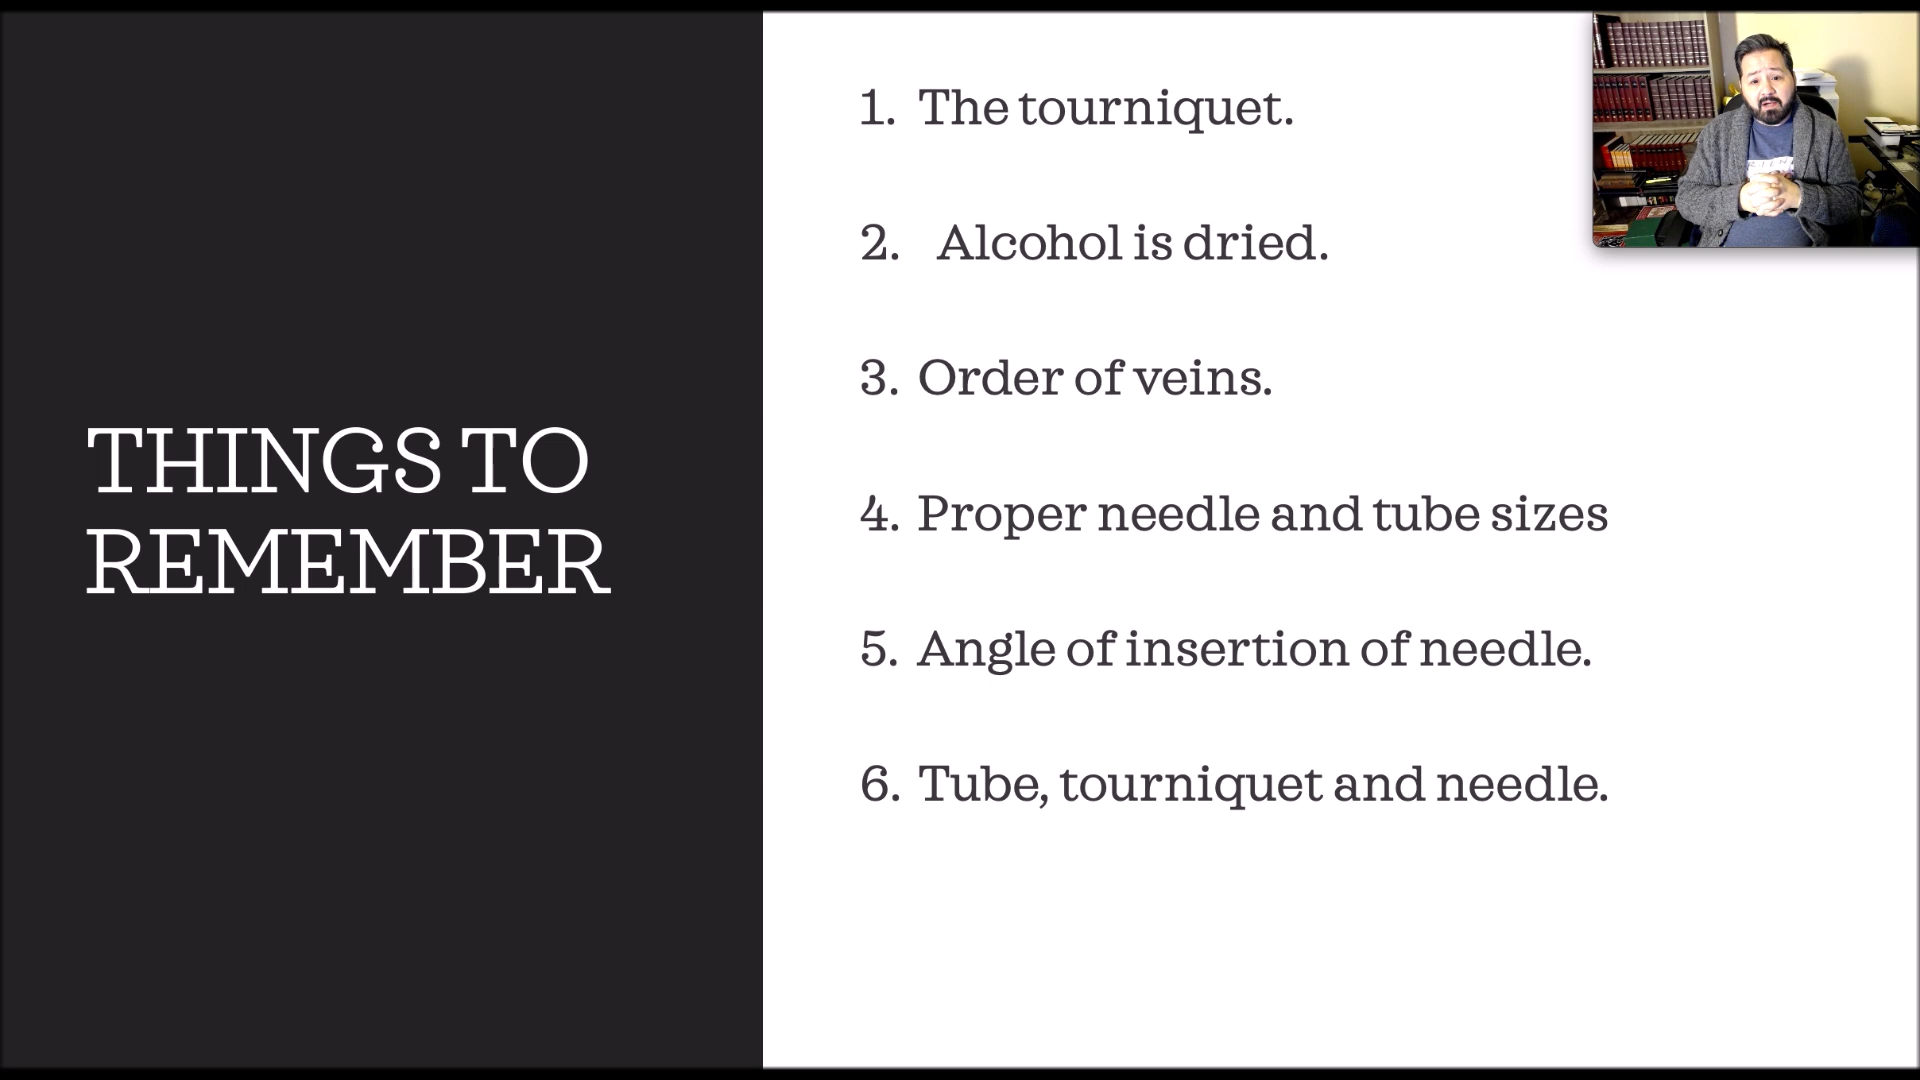 THINGS TO
REMEMBER
1. The tourniquet.
2. Alcohol is dried.
3. Order of veins.
4. Proper needle and tube sizes
5. Angle of insertion of needle.
6. Tube, tourniquet and needle.